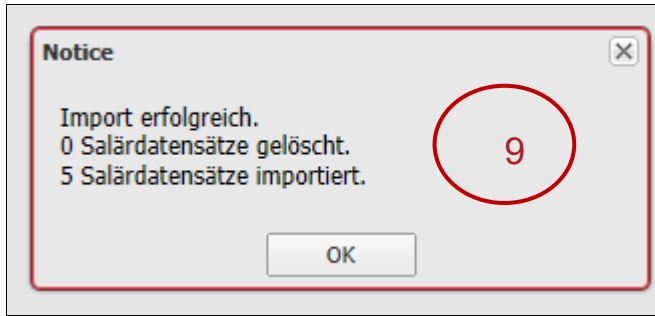 Notice
Import erfolgreich.
0 Salärdatensätze gelöscht.
5 Salärdatensätze importiert.
9
OK